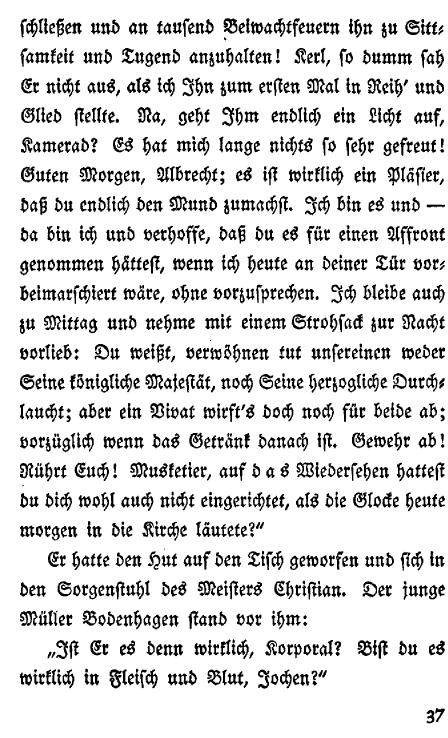 schließen und an tausend Beiwachtfeuern ihn zu Sitt-
samkeit und Tugend anzuhalten! Kerl, so dumm sah
Er nicht aus, als ich Ihn zum ersten Mal in Reih' und
Glied stellte. Na, geht Ihm endlich ein Licht auf,
Kamerad? Es hat mich lange nichts so sehr gefreut!
Guten Morgen, Albrecht; es ist wirklich ein Pläsier,
daß du endlich den Mund zumachst. Ich bin es und —
da bin ich und verhoffe, daß du es für einen Affront
genommen hättest, wenn ich heute an deiner Tür vor-
beimarschiert wäre, ohne vorzusprechen. Ich bleibe auch
zu Mittag und nehme mit einem Strohsack zur Nacht
vorlieb: Du weißt, verwöhnen tut unsereinen weder
Seine königliche Majestät, noch Seine herzogliche Durch-
laucht; aber ein Vivat wirft's doch noch für beide ab;
vorzüglich wenn das Getränk danach ist. Gewehr ab!
Rührt Euch! Musketier, auf das Wiedersehen hattest
du dich wohl auch nicht eingerichtet, als die Glocke heute
morgen in die Kirche läutete?“
Er hatte den Hut auf den Tisch geworfen und sich in
den Sorgenstuhl des Meisters Christian. Der junge
Müller Bodenhagen stand vor ihm:
„Ist Er es denn wirklich, Korporal? Bist du es
wirklich in Fleisch und Blut, Jochen?“
37